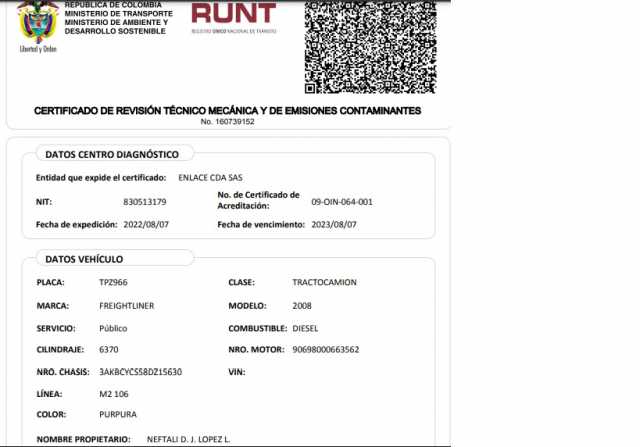 REPÚBLICA DE COLOMBIA
MINISTERIO DE TRANSPORTE
MINISTERIO DE AMBIENTE Y
DESARROLLO SOSTENIBLE
Libertad y Orden
RUNT
REGISTRO ÚNICO NACIONAL DE TRÁNSITO
CERTIFICADO DE REVISIÓN TÉCNICO MECÁNICA Y DE EMISIONES CONTAMINANTES
No. 160739152
DATOS CENTRO DIAGNÓSTICO
Entidad que expide el certificado: ENLACE CDA SAS
NIT: 830513179 No. de Certificado de Acreditación: 09-OIN-064-001
Fecha de expedición: 2022/08/07 Fecha de vencimiento: 2023/08/07
DATOS VEHÍCULO
PLACA: TPZ966 CLASE: TRACTOCAMION
MARCA: FREIGHTLINER MODELO: 2008
SERVICIO: Público COMBUSTIBLE: DIESEL
CILINDRAJE: 6370 NRO. MOTOR: 90698000663562
NRO. CHASIS: 3AKBCYCS58DZ15630 VIN:
LÍNEA: M2 106
COLOR: PURPURA
NOMBRE PROPIETARIO: NEFTALI D. J. LOPEZ L.